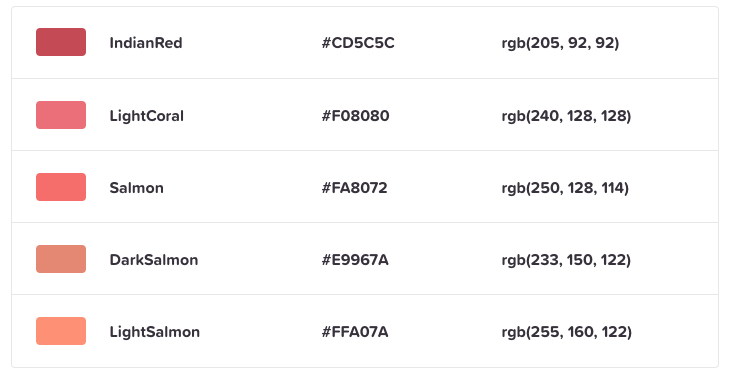 IndianRed #CD5C5C rgb(205, 92, 92)
LightCoral #F08080 rgb(240, 128, 128)
Salmon #FA8072 rgb(250, 128, 114)
DarkSalmon #E9967A rgb(233, 150, 122)
LightSalmon #FFA07A rgb(255, 160, 122)